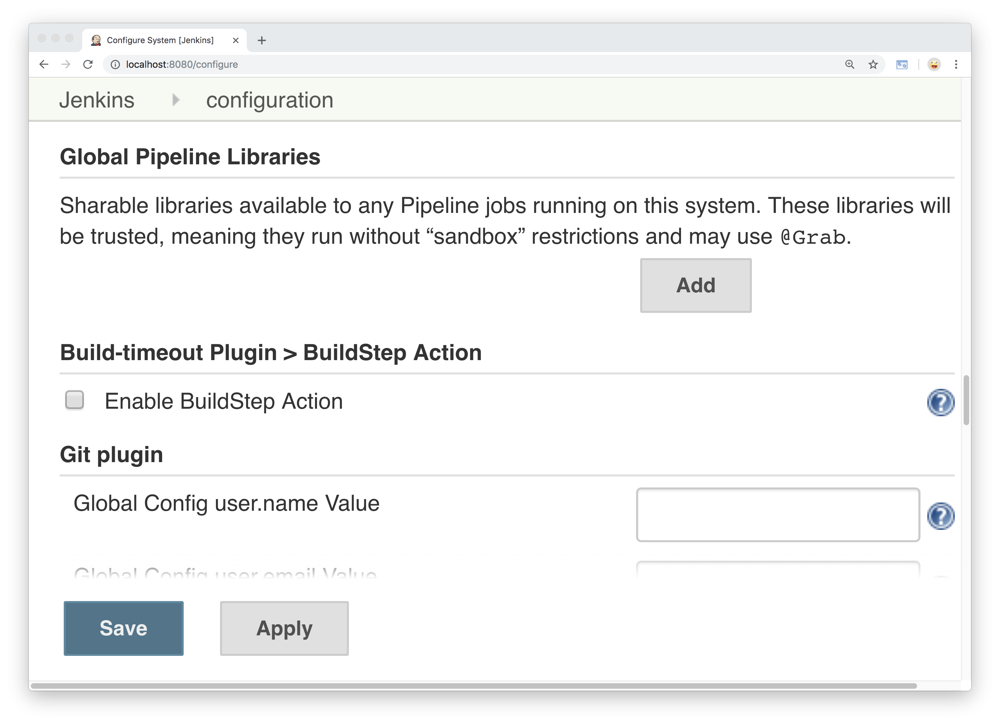 Configure System [Jenkins]
localhost:8080/configure
Jenkins configuration
Global Pipeline Libraries
Sharable libraries available to any Pipeline jobs running on this system. These libraries will
be trusted, meaning they run without “sandbox” restrictions and may use @Grab.
Add
Build-timeout Plugin > BuildStep Action
Enable BuildStep Action
Git plugin
Global Config user.name Value
Global Config user.email Value
Save Apply